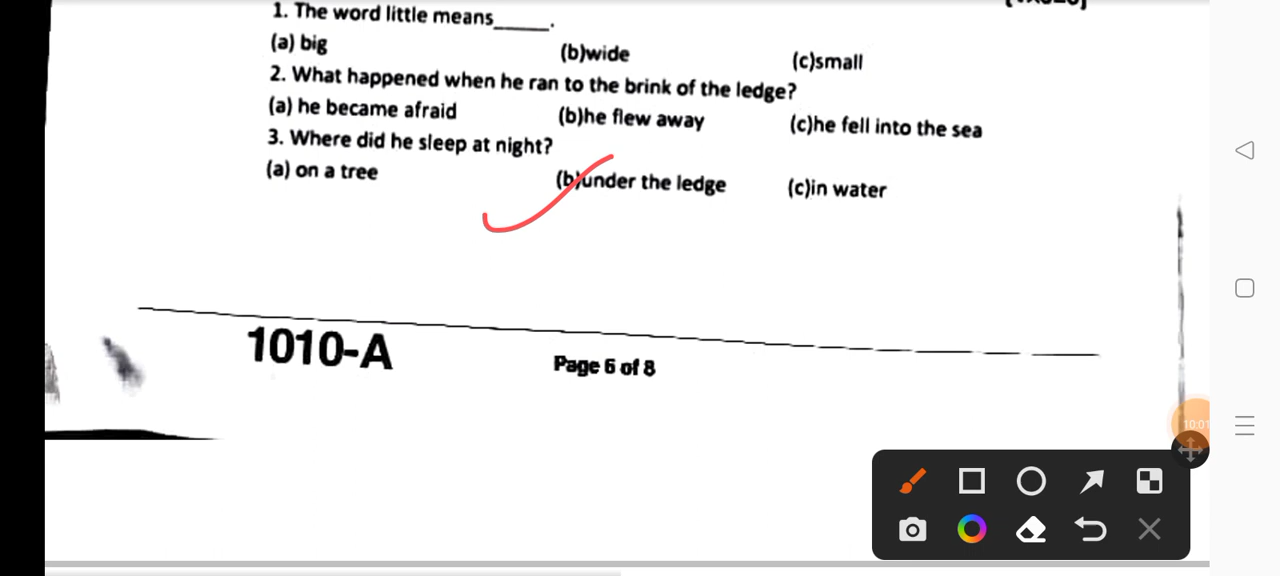 1. The word little means_____.
(a) big (b)wide (c)small
2. What happened when he ran to the brink of the ledge?
(a) he became afraid (b)he flew away (c)he fell into the sea
3. Where did he sleep at night?
(a) on a tree (b)under the ledge (c)in water
1010-A Page 6 of 8